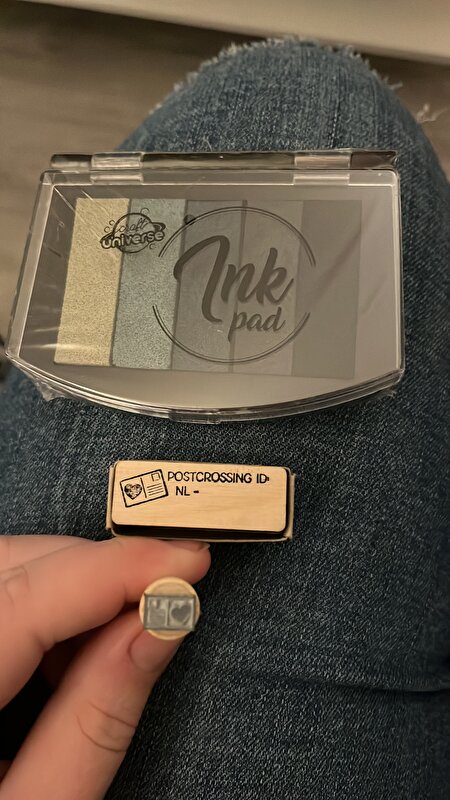 craft
universe
Ink
pad
POSTCROSSING ID:
NL -